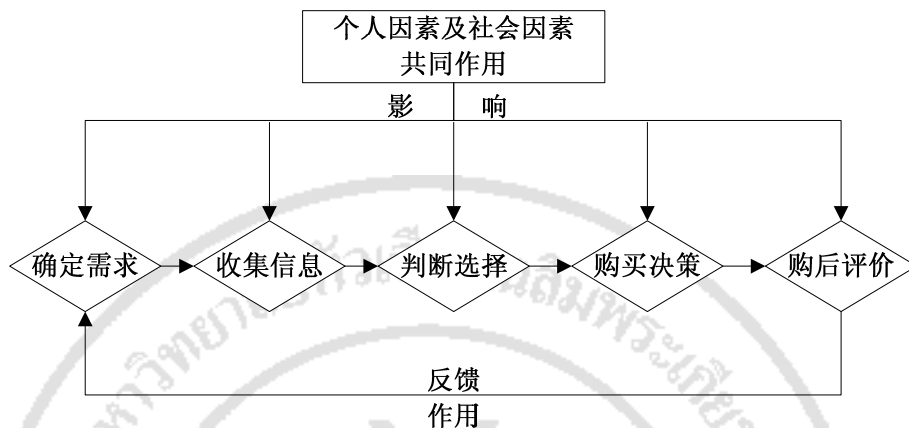 个人因素及社会因素
共同作用
影 响
确定需求 收集信息 判断选择 购买决策 购后评价
反馈
作用